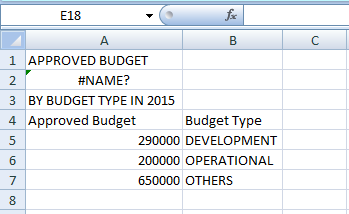 E18 fx
A B C
1 APPROVED BUDGET
2 #NAME?
3 BY BUDGET TYPE IN 2015
4 Approved Budget Budget Type
5 290000 DEVELOPMENT
6 200000 OPERATIONAL
7 650000 OTHERS
8